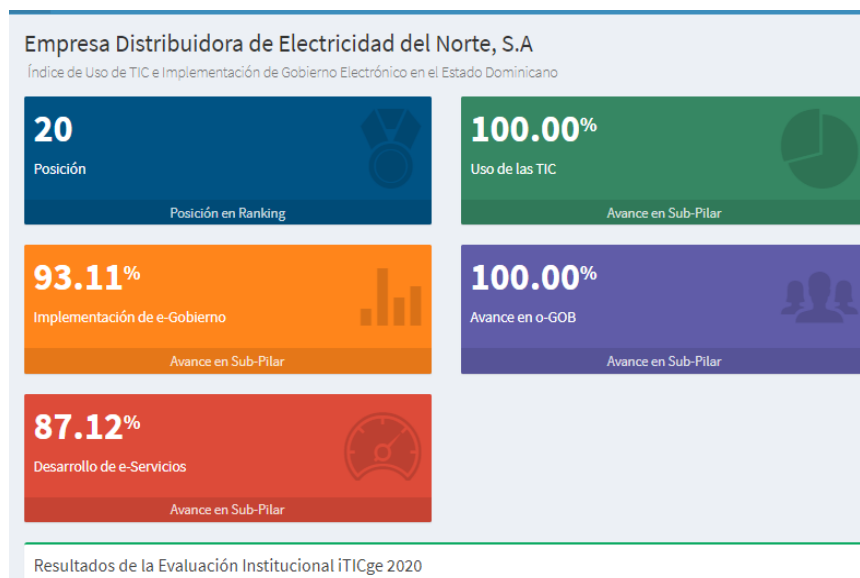 Empresa Distribuidora de Electricidad del Norte, S.A
Índice de Uso de TIC e Implementación de Gobierno Electrónico en el Estado Dominicano
20
Posición
Posición en Ranking
100.00%
Uso de las TIC
Avance en Sub-Pilar
93.11%
Implementación de e-Gobierno
Avance en Sub-Pilar
100.00%
Avance en o-GOB
Avance en Sub-Pilar
87.12%
Desarrollo de e-Servicios
Avance en Sub-Pilar
Resultados de la Evaluación Institucional iTICge 2020